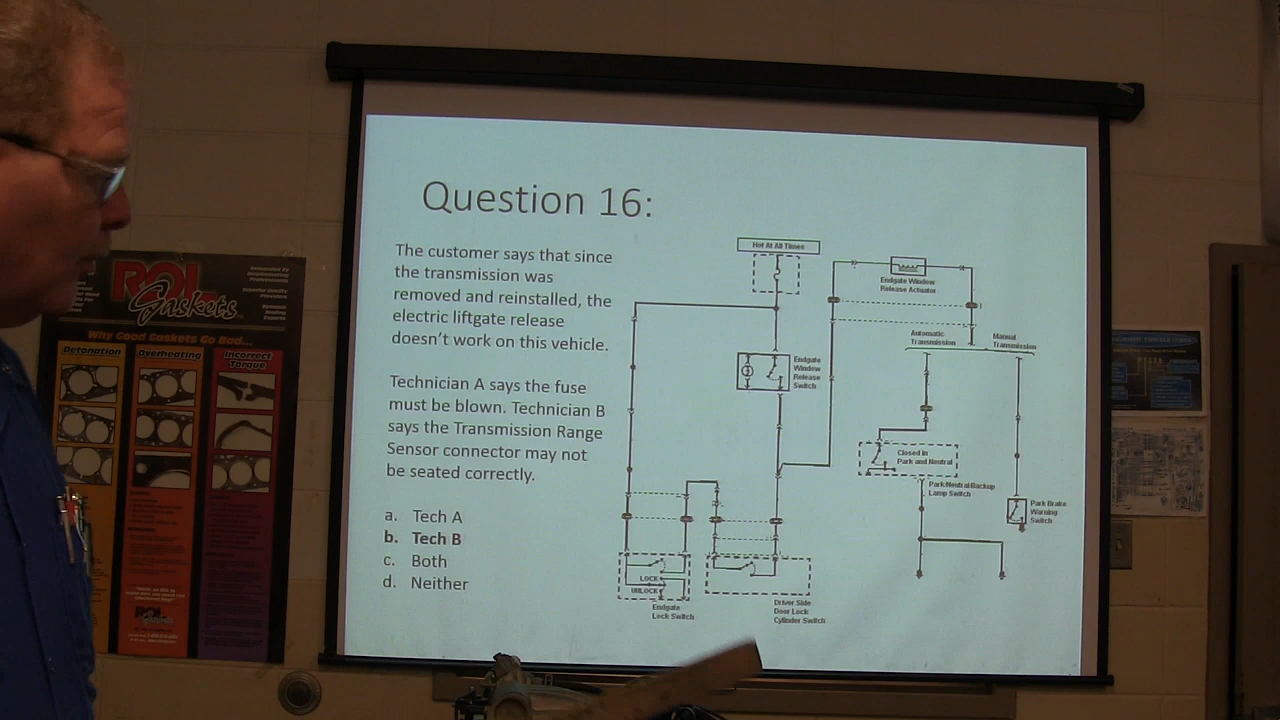 Question 16:
The customer says that since
the transmission was
removed and reinstalled, the
electric liftgate release
doesn't work on this vehicle.
Technician A says the fuse
must be blown. Technician B
says the Transmission Range
Sensor connector may not
be seated correctly.
a. Tech A
b. Tech B
c. Both
d. Neither
Hot At All Times
Endgate Window
Release Actuator
Automatic
Transmission
Manual
Transmission
Endgate
Window
Release
Switch
Closed in
Park and Neutral
Park/Neutral/Backup
Lamp Switch
Park Brake
Warning
Switch
LOCK
UNLOCK
Endgate
Lock Switch
Driver Side
Door Lock
Cylinder Switch
ROL
Gaskets
Why Good Gaskets Go Bad...
Detonation
Overheating
Incorrect
Torque